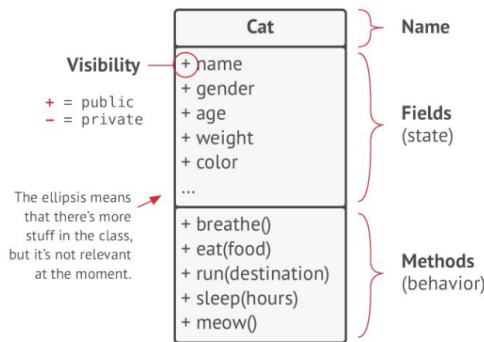 Cat
Name
Visibility
+ = public
− = private
+ name
+ gender
+ age
+ weight
+ color
...
Fields
(state)
The ellipsis means
that there's more
stuff in the class,
but it's not relevant
at the moment.
+ breathe()
+ eat(food)
+ run(destination)
+ sleep(hours)
+ meow()
Methods
(behavior)